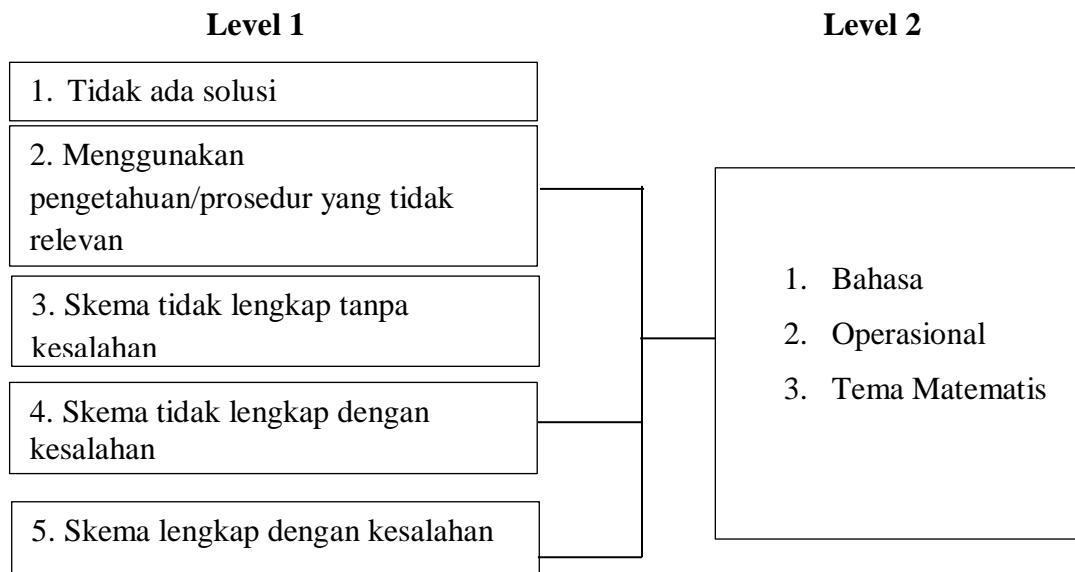 Level 1
Level 2
1. Tidak ada solusi
2. Menggunakan
pengetahuan/prosedur yang tidak
relevan
3. Skema tidak lengkap tanpa
kesalahan
4. Skema tidak lengkap dengan
kesalahan
5. Skema lengkap dengan kesalahan
1. Bahasa
2. Operasional
3. Tema Matematis